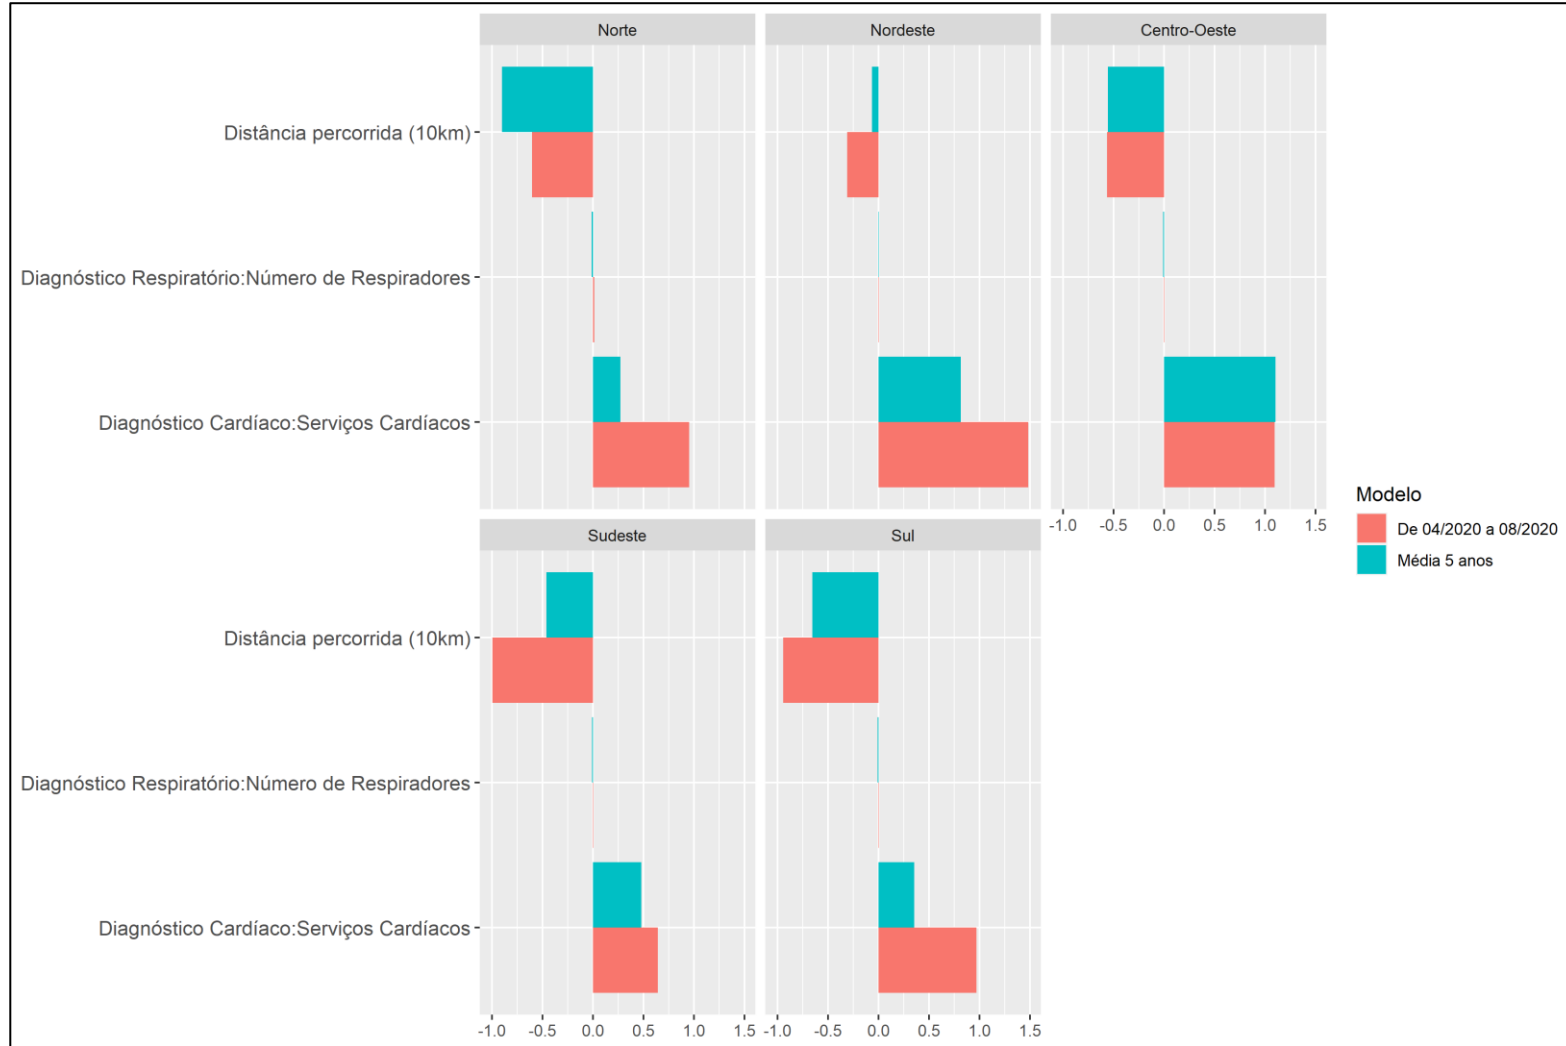 Norte
Nordeste
Centro-Oeste
Distância percorrida (10km)
Diagnóstico Respiratório:Número de Respiradores
Diagnóstico Cardíaco:Serviços Cardíacos
-1.0 -0.5 0.0 0.5 1.0 1.5
Sudeste
Sul
Distância percorrida (10km)
Diagnóstico Respiratório:Número de Respiradores
Diagnóstico Cardíaco:Serviços Cardíacos
-1.0 -0.5 0.0 0.5 1.0 1.5
-1.0 -0.5 0.0 0.5 1.0 1.5
Modelo
De 04/2020 a 08/2020
Média 5 anos